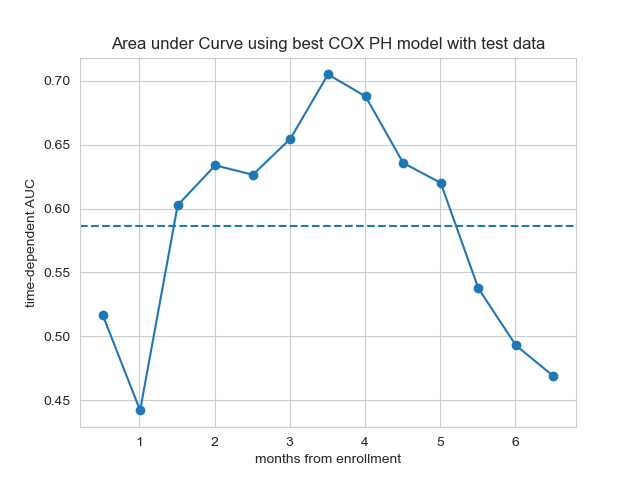 Area under Curve using best COX PH model with test data
time-dependent AUC
0.70
0.65
0.60
0.55
0.50
0.45
1 2 3 4 5 6
months from enrollment